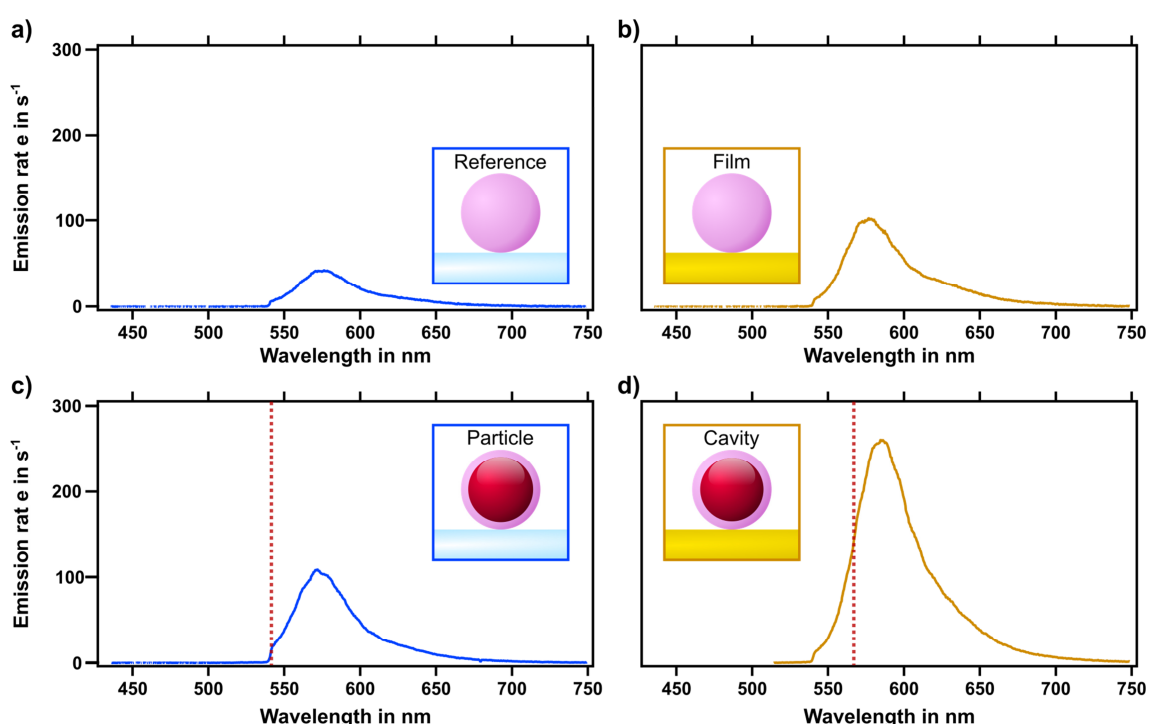 a)
300
200
100
0
Emission rat e in s-1
Reference
450 500 550 600 650 700 750
Wavelength in nm
b)
Film
450 500 550 600 650 700 750
Wavelength in nm
c)
300
200
100
0
Emission rat e in s-1
Particle
450 500 550 600 650 700 750
Wavelength in nm
d)
Cavity
450 500 550 600 650 700 750
Wavelength in nm